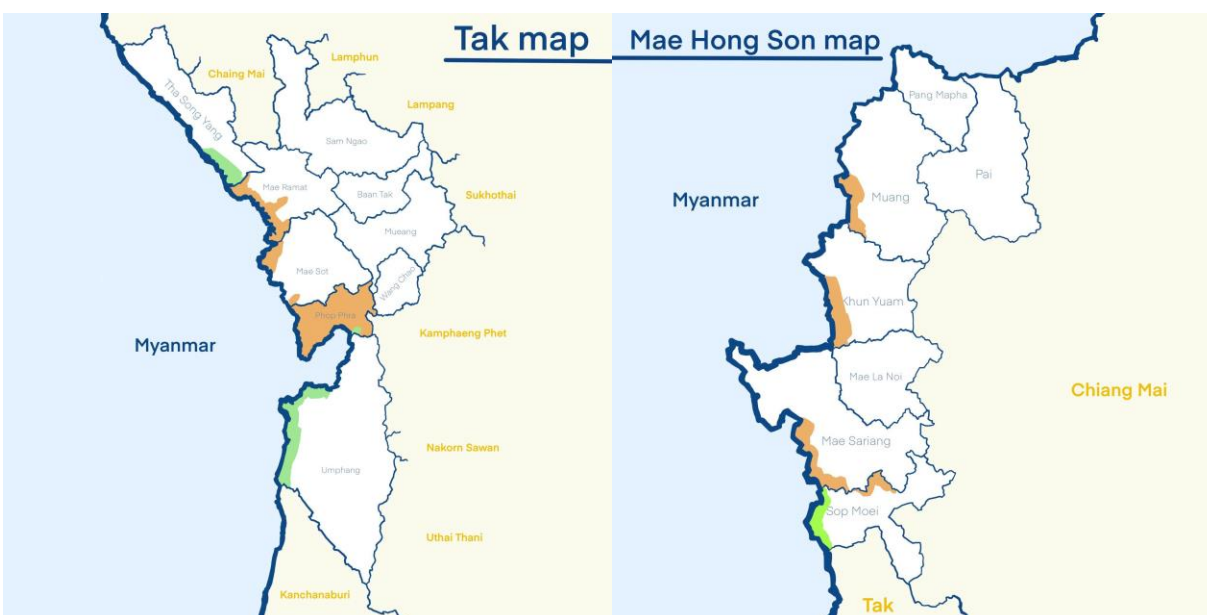 Tak map
Chaing Mai
Lamphun
Lampang
Tha Song Yang
Sam Ngao
Mae Ramat
Baan Tak
Sukhothai
Mueang
Mae Sot
Wang Chao
Phop Phra
Kamphaeng Phet
Myanmar
Nakorn Sawan
Umphang
Uthai Thani
Kanchanaburi
Mae Hong Son map
Pang Mapha
Pai
Myanmar
Muang
Khun Yuam
Mae La Noi
Chiang Mai
Mae Sariang
Sop Moei
Tak